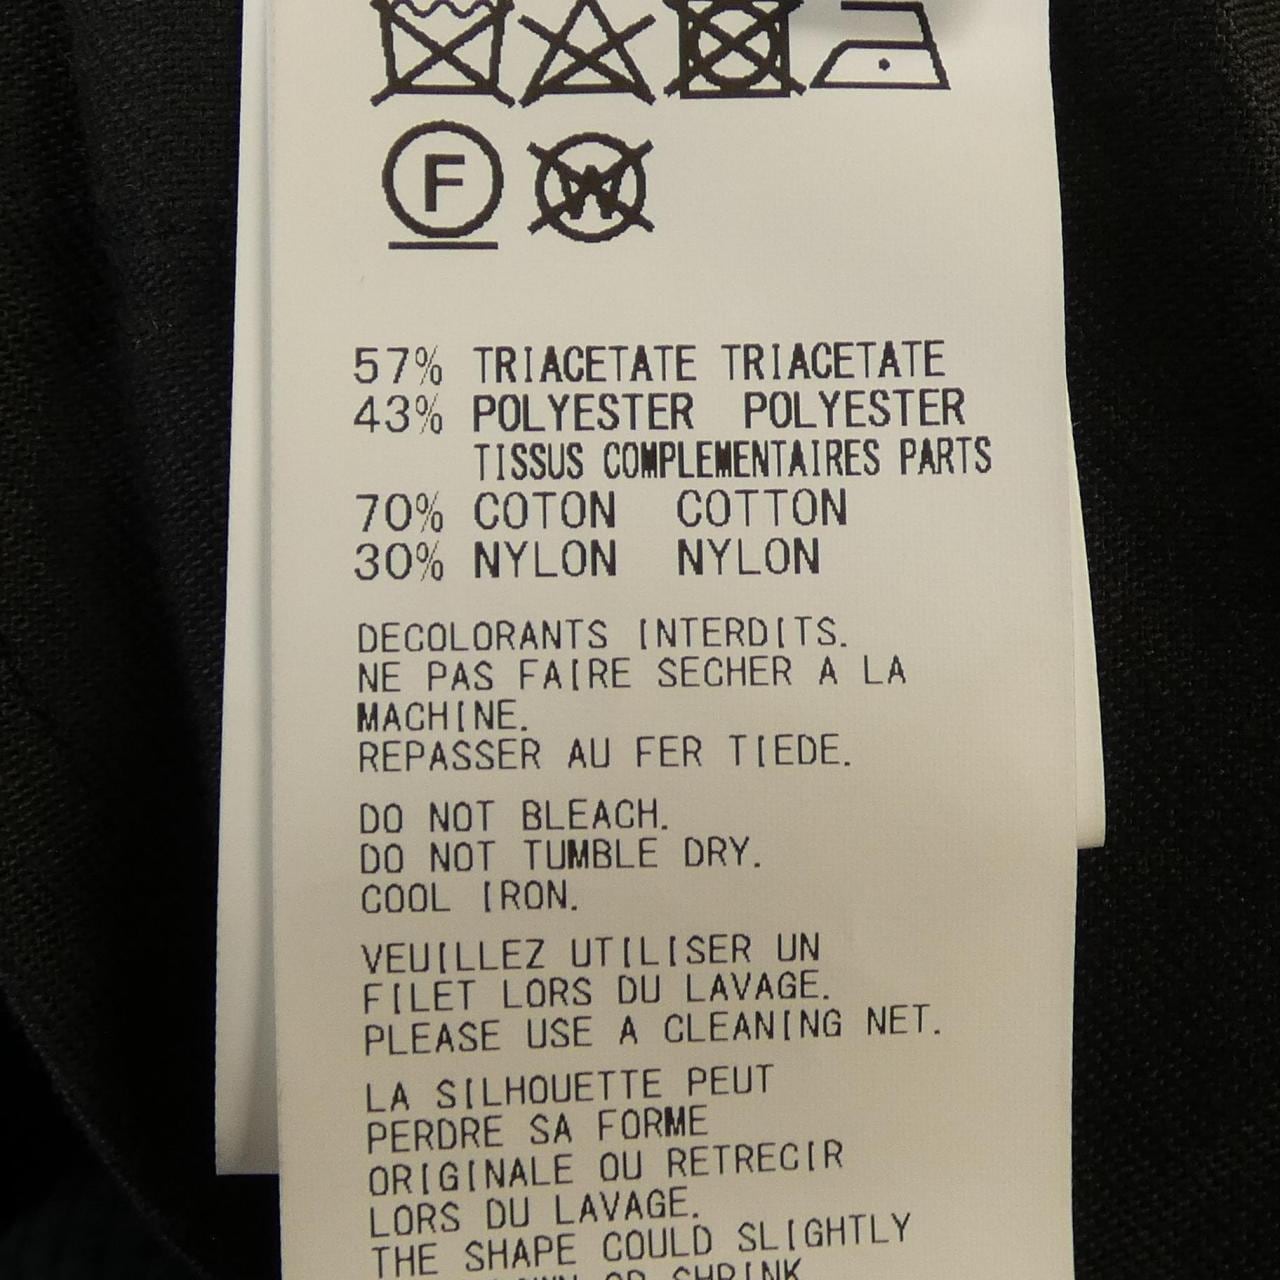 F
W
57% TRIACETATE TRIACETATE
43% POLYESTER POLYESTER
TISSUS COMPLEMENTAIRES PARTS
70% COTON COTTON
30% NYLON NYLON
DECOLORANTS INTERDITS.
NE PAS FAIRE SECHER A LA
MACHINE.
REPASSER AU FER TIEDE.
DO NOT BLEACH.
DO NOT TUMBLE DRY.
COOL IRON.
VEUILLEZ UTILISER UN
FILET LORS DU LAVAGE.
PLEASE USE A CLEANING NET.
LA SILHOUETTE PEUT
PERDRE SA FORME
ORIGINALE OU RETRECIR
LORS DU LAVAGE.
THE SHAPE COULD SLIGHTLY
OR SHRINK